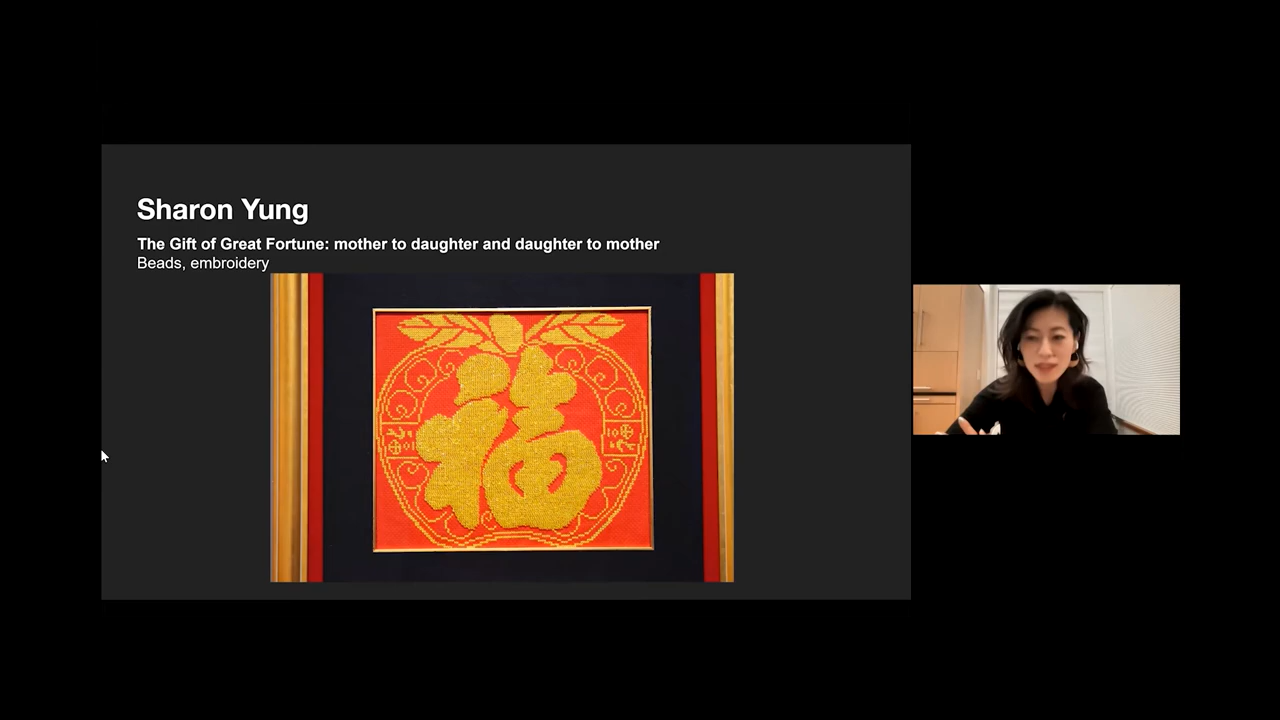 Sharon Yung
The Gift of Great Fortune: mother to daughter and daughter to mother
Beads, embroidery
福